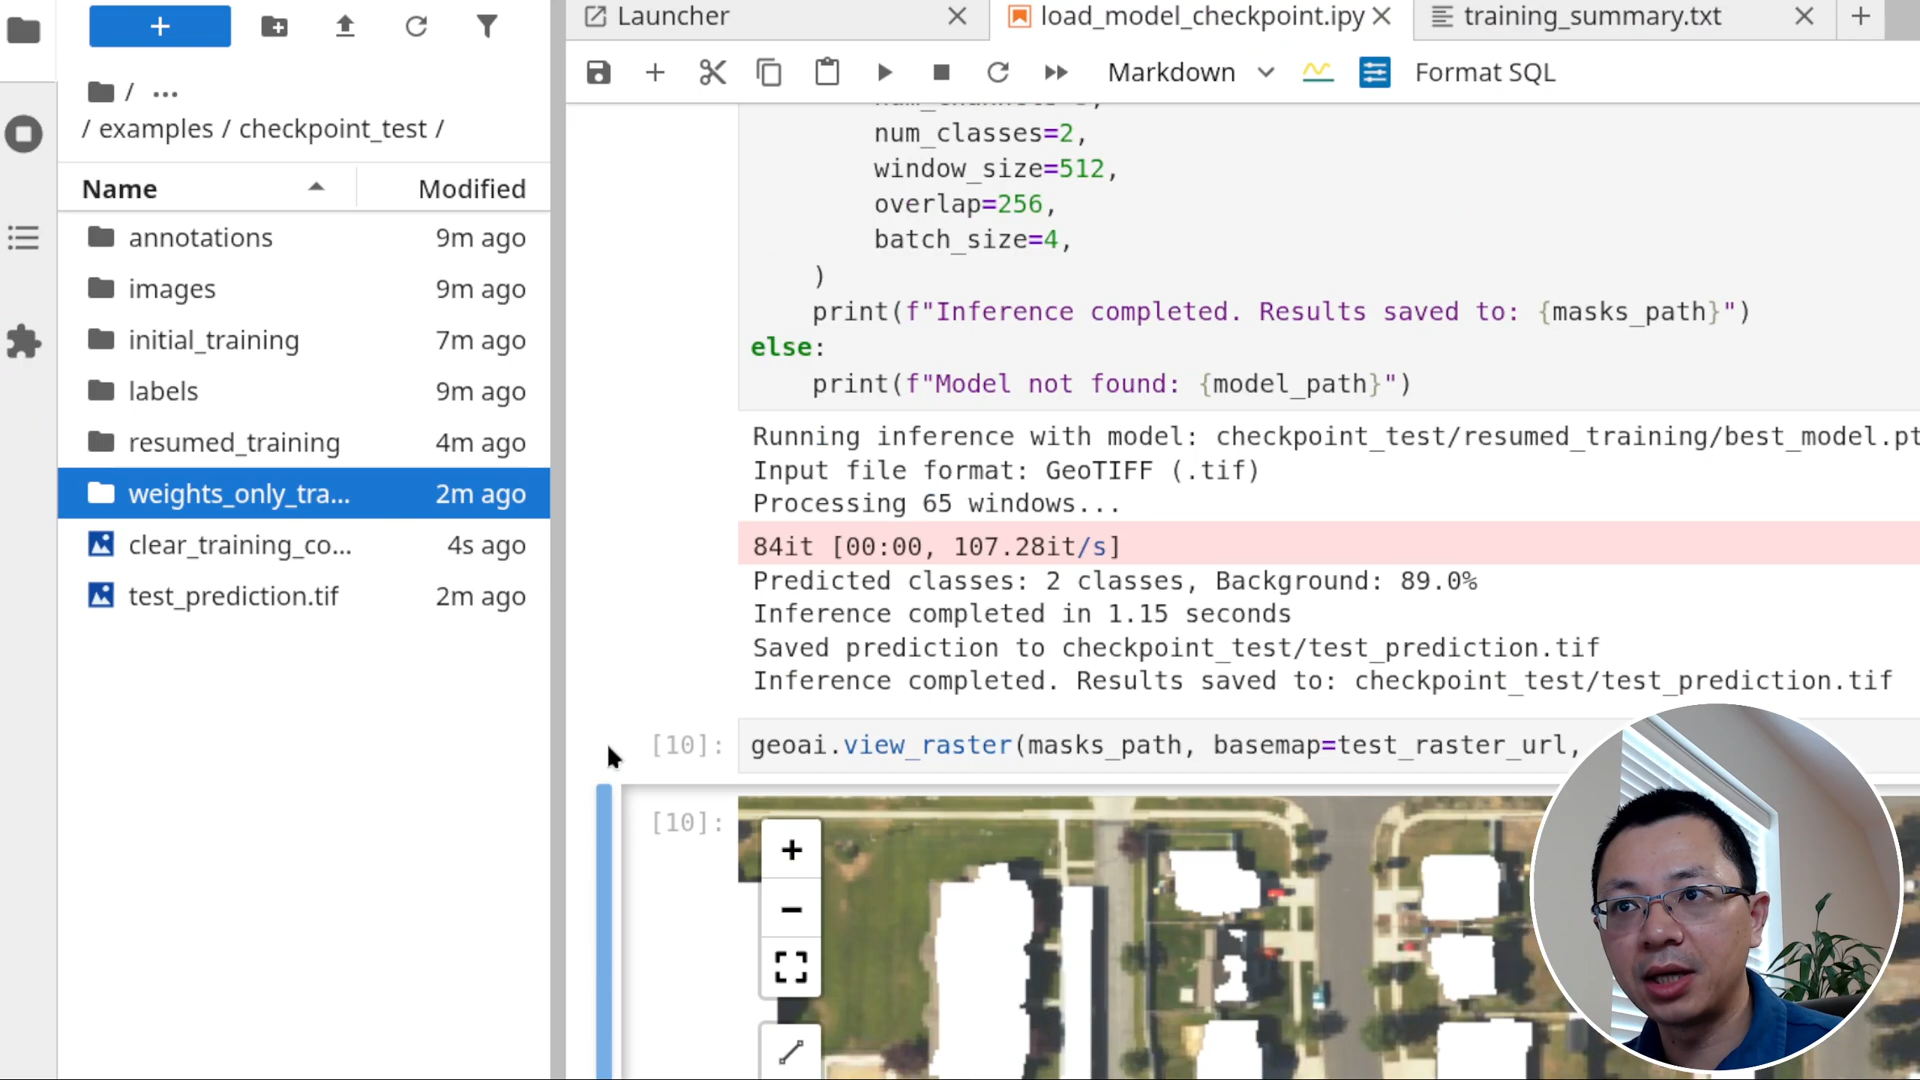 Launcher
load_model_checkpoint.ipy
training_summary.txt
Markdown
Format SQL
/ ...
/ examples / checkpoint_test /
Name
Modified
annotations 9m ago
images 9m ago
initial_training 7m ago
labels 9m ago
resumed_training 4m ago
weights_only_tra... 2m ago
clear_training_co... 4s ago
test_prediction.tif 2m ago
num_classes=2,
window_size=512,
overlap=256,
batch_size=4,
)
print(f"Inference completed. Results saved to: {masks_path}")
else:
print(f"Model not found: {model_path}")
Running inference with model: checkpoint_test/resumed_training/best_model.pt
Input file format: GeoTIFF (.tif)
Processing 65 windows...
84it [00:00, 107.28it/s]
Predicted classes: 2 classes, Background: 89.0%
Inference completed in 1.15 seconds
Saved prediction to checkpoint_test/test_prediction.tif
Inference completed. Results saved to: checkpoint_test/test_prediction.tif
[10]: geoai.view_raster(masks_path, basemap=test_raster_url,
[10]:
+
−